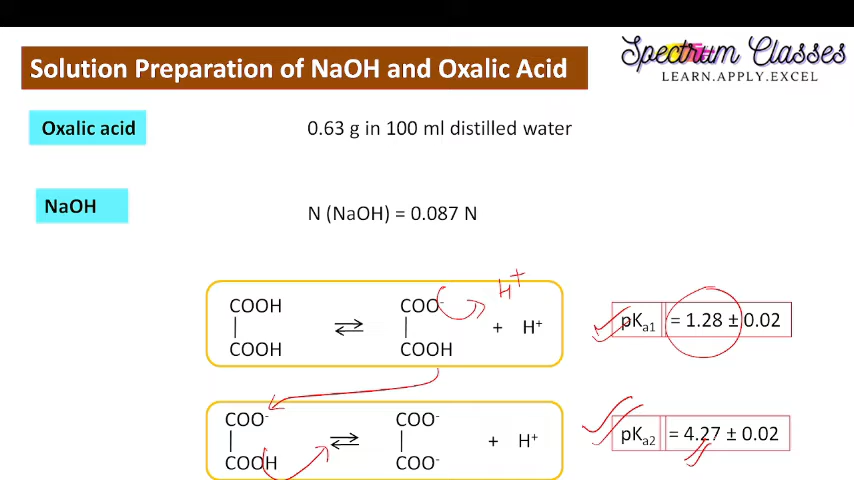 Spectrum Classes
LEARN.APPLY.EXCEL
Solution Preparation of NaOH and Oxalic Acid
Oxalic acid 0.63 g in 100 ml distilled water
NaOH N (NaOH) = 0.087 N
H⁺
COOH COO⁻
| ⇌ | + H⁺ pKₐ₁ = 1.28 ± 0.02
COOH COOH
COO⁻ COO⁻
| ⇌ | + H⁺ pKₐ₂ = 4.27 ± 0.02
COOH COO⁻